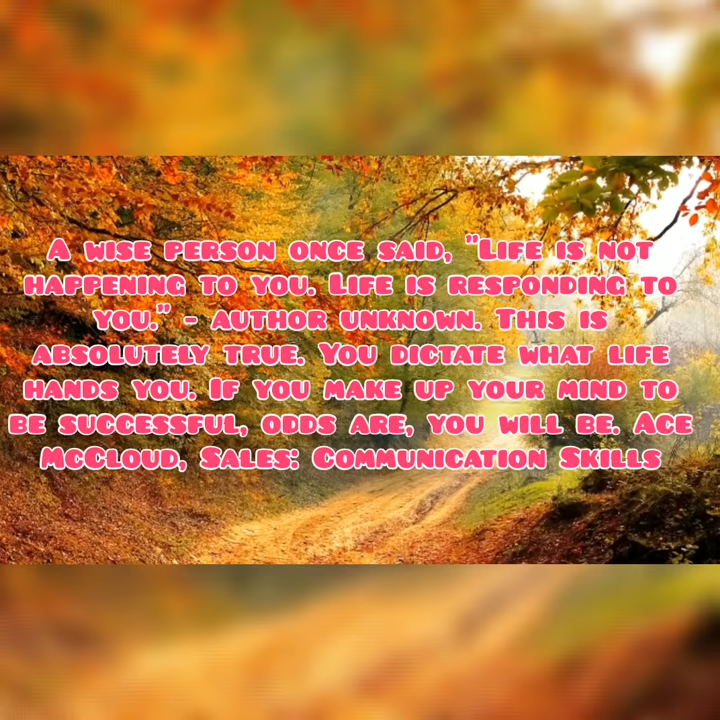 A wise person once said, "Life is not
happening to you. Life is responding to
you." - author unknown. This is
absolutely true. You dictate what life
hands you. If you make up your mind to
be successful, odds are, you will be. Ace
McCloud, Sales: Communication Skills